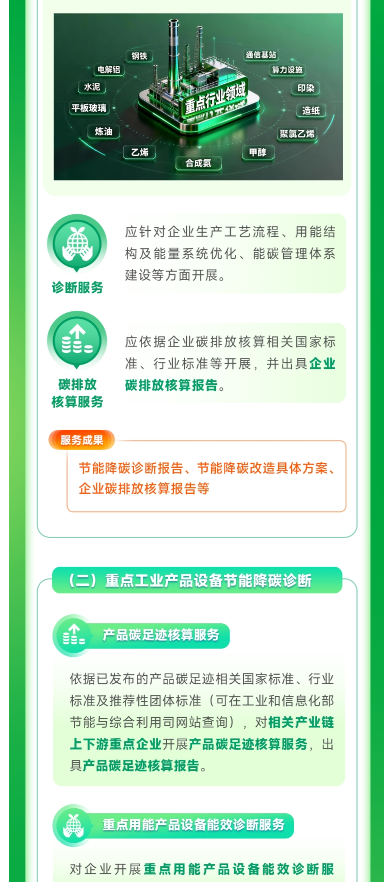 钢铁
通信基站
电解铝
算力设施
水泥
印染
重点行业领域
平板玻璃
造纸
炼油
聚氯乙烯
乙烯
甲醇
合成氨
应针对企业生产工艺流程、用能结
构及能量系统优化、能碳管理体系
建设等方面开展。
诊断服务
应依据企业碳排放核算相关国家标
准、行业标准等开展，并出具企业
碳排放核算报告。
碳排放
核算服务
服务成果
节能降碳诊断报告、节能降碳改造具体方案、
企业碳排放核算报告等
（二）重点工业产品设备节能降碳诊断
产品碳足迹核算服务
依据已发布的产品碳足迹相关国家标准、行业
标准及推荐性团体标准（可在工业和信息化部
节能与综合利用司网站查询），对相关产业链
上下游重点企业开展产品碳足迹核算服务，出
具产品碳足迹核算报告。
重点用能产品设备能效诊断服务
对企业开展重点用能产品设备能效诊断服